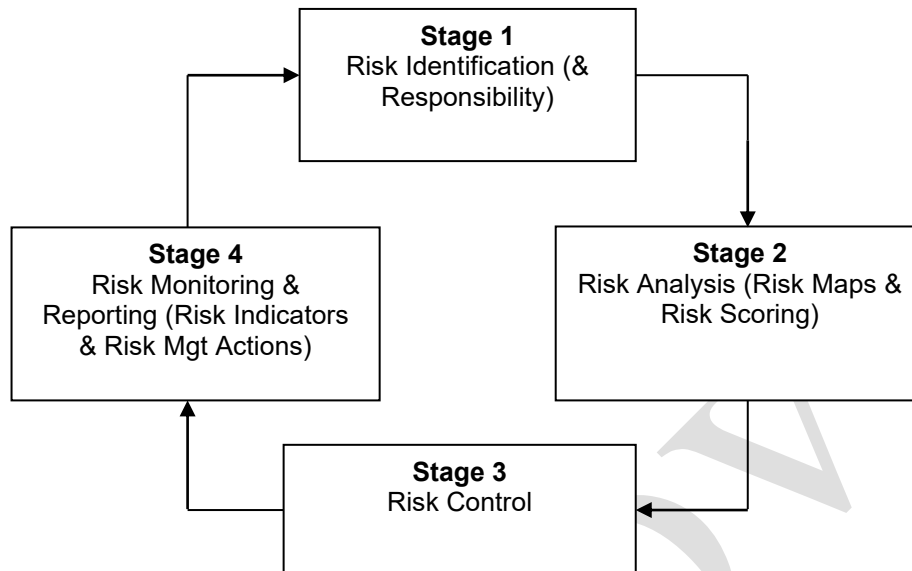 Stage 1
Risk Identification (&
Responsibility)
Stage 2
Risk Analysis (Risk Maps &
Risk Scoring)
Stage 3
Risk Control
Stage 4
Risk Monitoring &
Reporting (Risk Indicators
& Risk Mgt Actions)